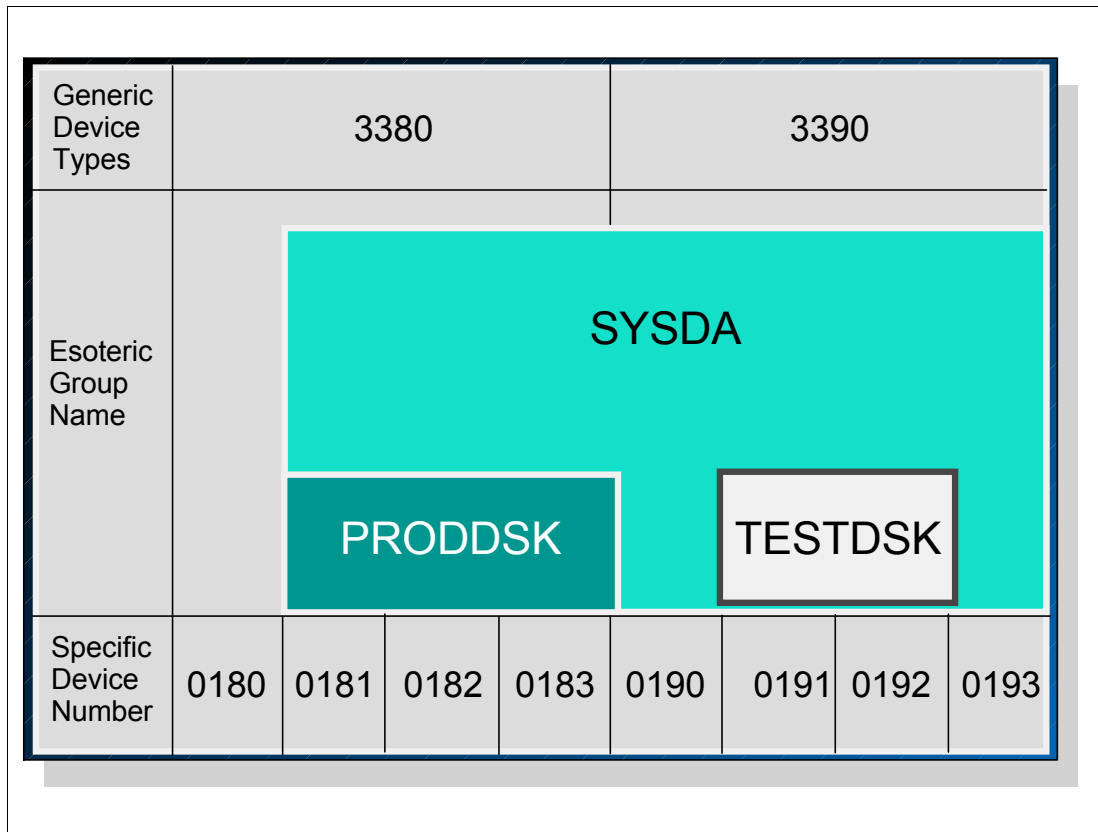 Generic
Device
Types
3380
3390
Esoteric
Group
Name
SYSDA
PRODDSK
TESTDSK
Specific
Device
Number
0180 0181 0182 0183 0190 0191 0192 0193